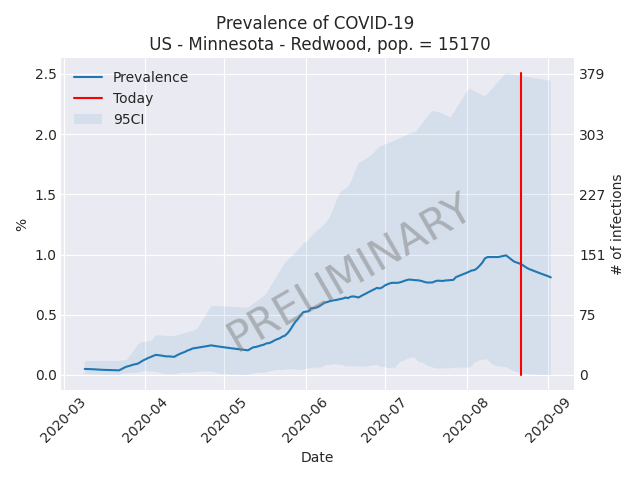 Prevalence of COVID-19
US - Minnesota - Redwood, pop. = 15170
Prevalence
Today
95CI
PRELIMINARY
%
2.5
2.0
1.5
1.0
0.5
0.0
379
303
227
151
75
0
# of infections
2020-03
2020-04
2020-05
2020-06
2020-07
2020-08
2020-09
Date